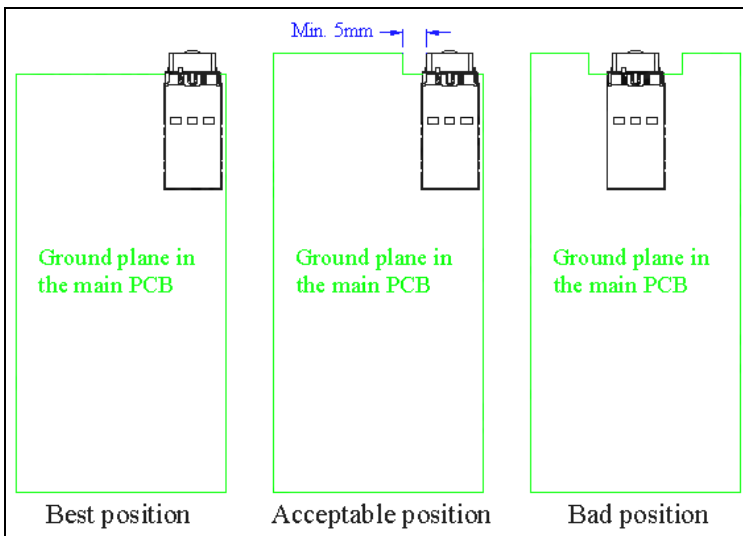 Min. 5mm
Ground plane in
the main PCB
Ground plane in
the main PCB
Ground plane in
the main PCB
Best position
Acceptable position
Bad position